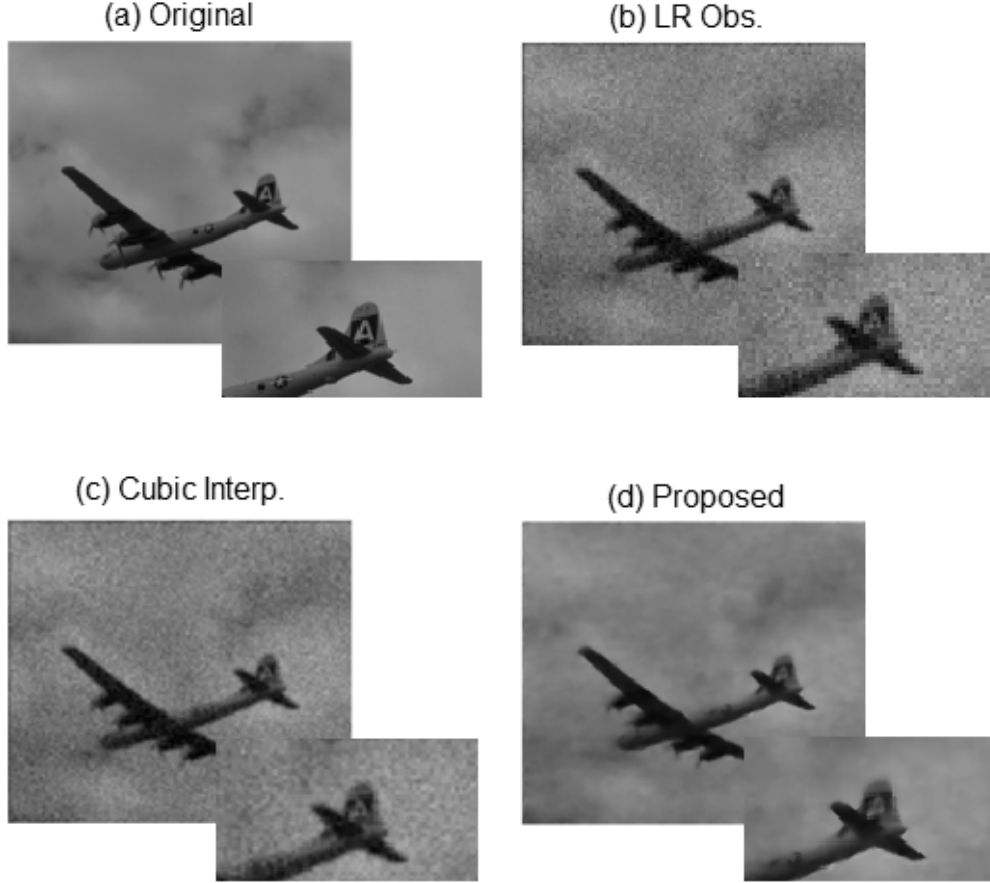 (a) Original
(b) LR Obs.
A
A
(c) Cubic Interp.
(d) Proposed